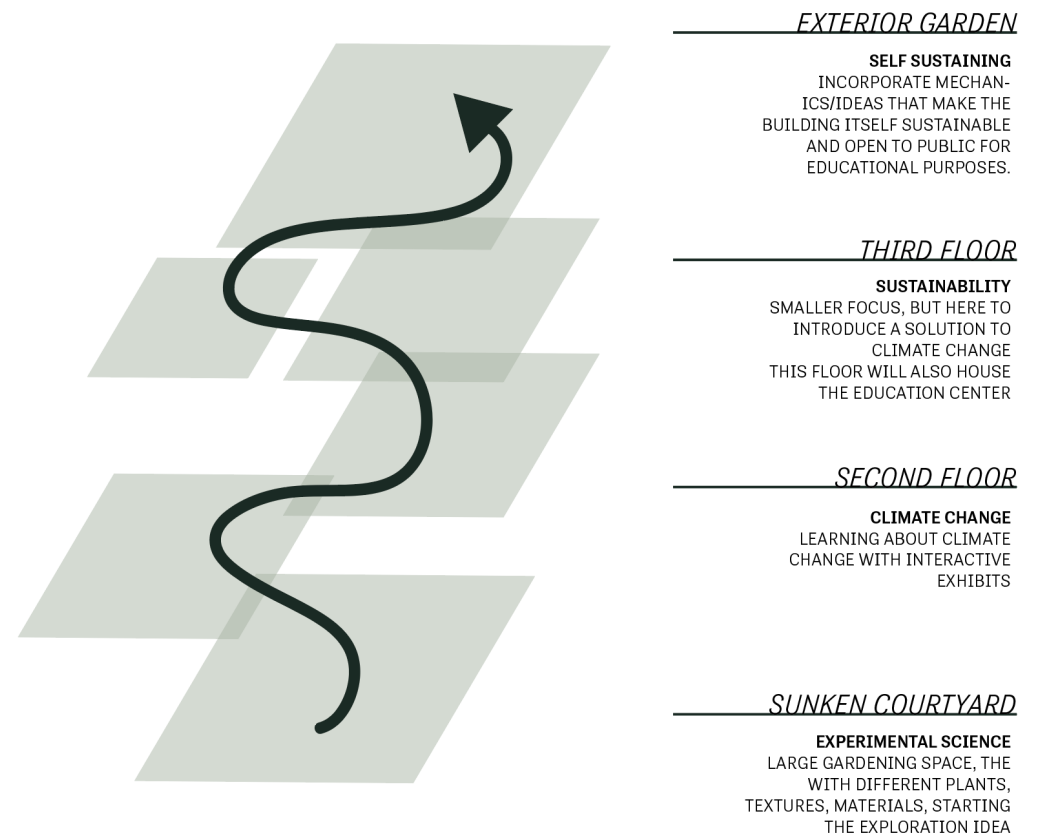 EXTERIOR GARDEN
SELF SUSTAINING
INCORPORATE MECHAN-
ICS/IDEAS THAT MAKE THE
BUILDING ITSELF SUSTAINABLE
AND OPEN TO PUBLIC FOR
EDUCATIONAL PURPOSES.
THIRD FLOOR
SUSTAINABILITY
SMALLER FOCUS, BUT HERE TO
INTRODUCE A SOLUTION TO
CLIMATE CHANGE
THIS FLOOR WILL ALSO HOUSE
THE EDUCATION CENTER
SECOND FLOOR
CLIMATE CHANGE
LEARNING ABOUT CLIMATE
CHANGE WITH INTERACTIVE
EXHIBITS
SUNKEN COURTYARD
EXPERIMENTAL SCIENCE
LARGE GARDENING SPACE, THE
WITH DIFFERENT PLANTS,
TEXTURES, MATERIALS, STARTING
THE EXPLORATION IDEA